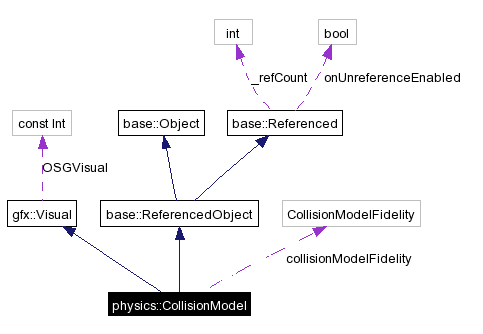 int
bool
_refCount
onUnreferenceEnabled
const Int
base::Object
base::Referenced
OSGVisual
gfx::Visual
base::ReferencedObject
CollisionModelFidelity
collisionModelFidelity
physics::CollisionModel